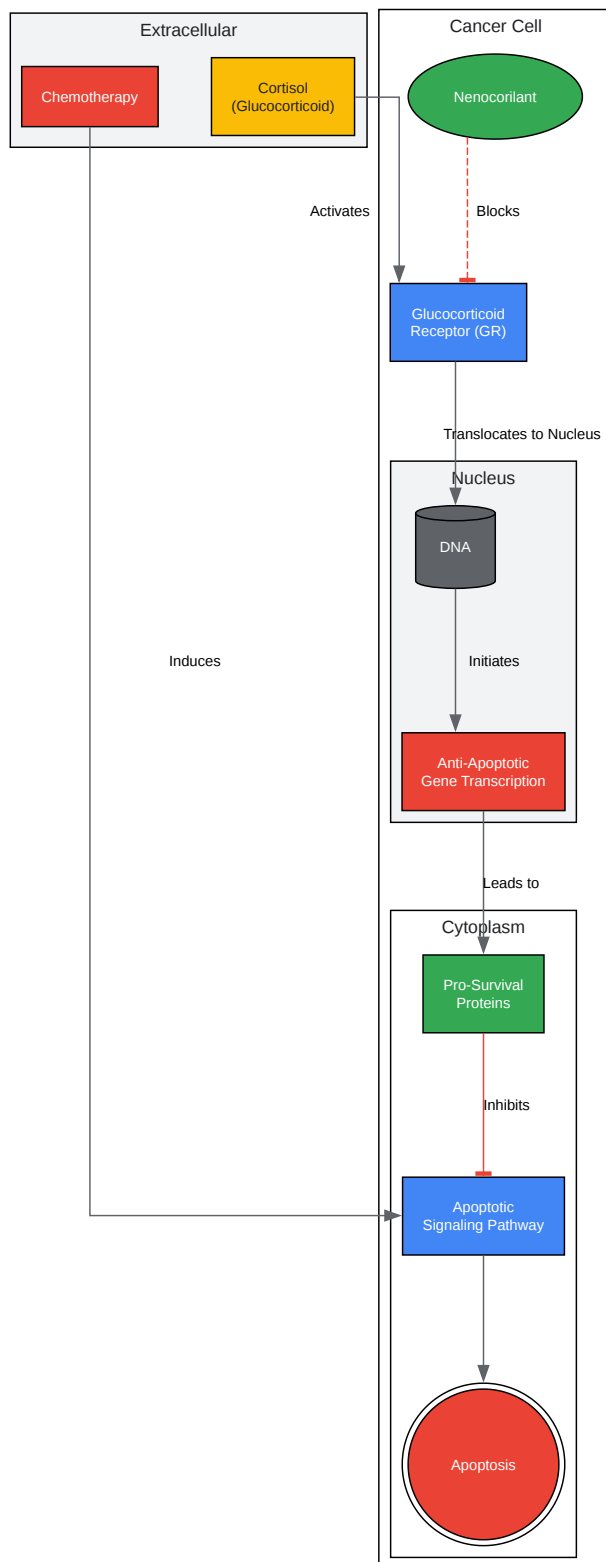 Extracellular
Cancer Cell
Chemotherapy
Cortisol
(Glucocorticoid)
Nenocorilant
Activates
Blocks
Glucocorticoid
Receptor (GR)
Translocates to Nucleus
Nucleus
DNA
Induces
Initiates
Anti-Apoptotic
Gene Transcription
Leads to
Cytoplasm
Pro-Survival
Proteins
Inhibits
Apoptotic
Signaling Pathway
Apoptosis